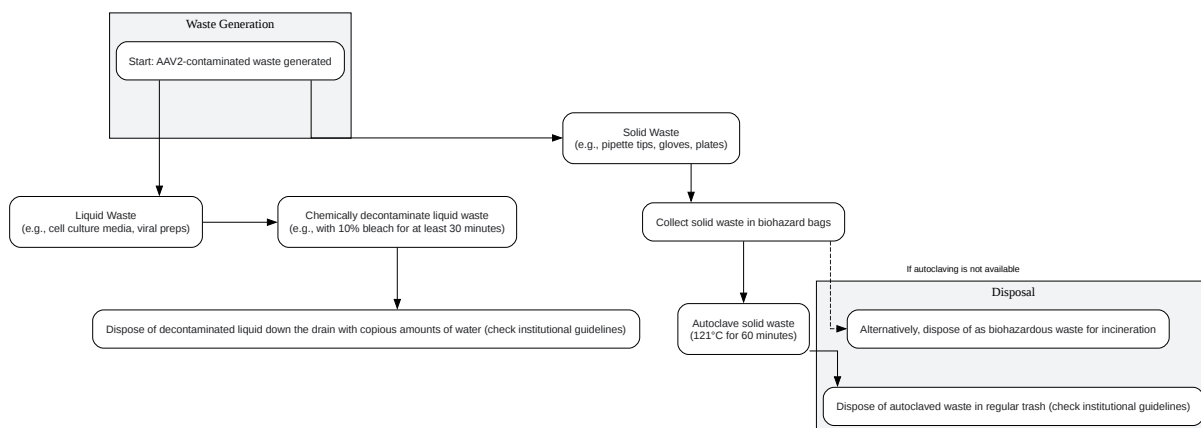 Waste Generation
Start: AAV2-contaminated waste generated
Solid Waste
(e.g., pipette tips, gloves, plates)
Liquid Waste
(e.g., cell culture media, viral preps)
Chemically decontaminate liquid waste
(e.g., with 10% bleach for at least 30 minutes)
Collect solid waste in biohazard bags
If autoclaving is not available
Disposal
Dispose of decontaminated liquid down the drain with copious amounts of water (check institutional guidelines)
Autoclave solid waste
(121°C for 60 minutes)
Alternatively, dispose of as biohazardous waste for incineration
Dispose of autoclaved waste in regular trash (check institutional guidelines)